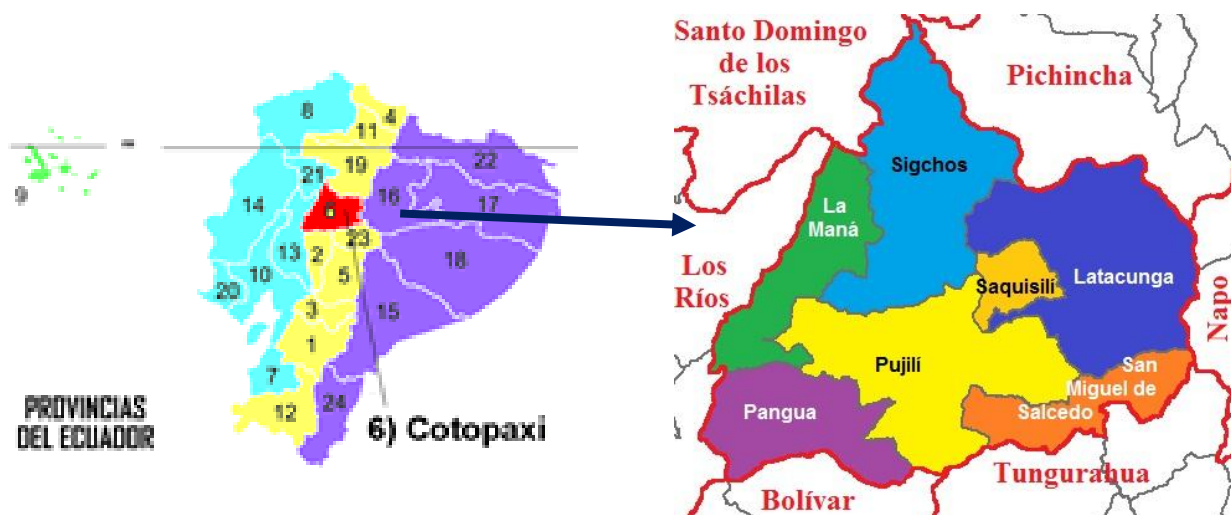 8
4
11
22
19
21
16
17
14
6
23
13
2
18
10
5
20
15
3
1
7
24
12
9
PROVINCIAS
DEL ECUADOR
6) Cotopaxi
Santo Domingo
de los
Tsáchilas
Pichincha
Sigchos
La
Maná
Los
Ríos
Saquisilí
Latacunga
Napo
Pujilí
San
Miguel de
Salcedo
Pangua
Tungurahua
Bolívar